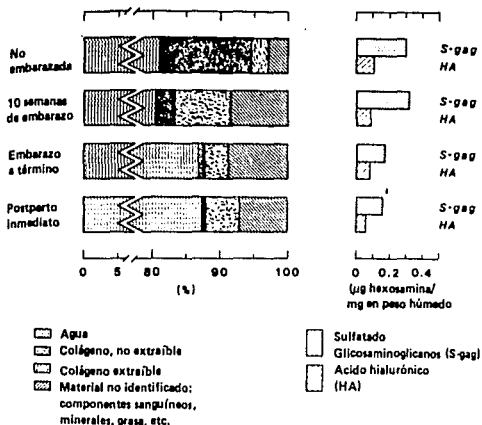 No
embarazada
S-gag
HA
10 semanas
de embarazo
S-gag
HA
Embarazo
a término
S-gag
HA
Postparto
inmediato
S-gag
HA
0 5 80 90 100
(%)
0 0.2 0.4
(µg hexosamina/
mg en peso húmedo
Agua
Colágeno, no extraíble
Colágeno extraíble
Material no identificado;
componentes sanguíneos,
minerales, grasa, etc.
Sulfatado
Glicosaminoglicanos (S-gag)
Acido hialurónico
(HA)